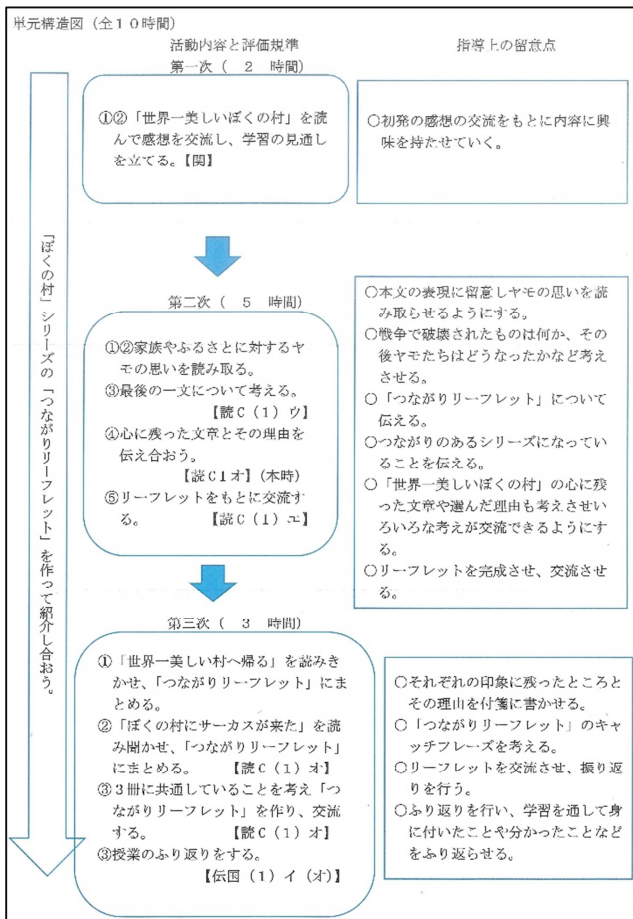 単元構造図(全10時間)
活動内容と評価規準
指導上の留意点
第一次( 2 時間)
①②「世界一美しいぼくの村」を読
んで感想を交流し、学習の見通し
を立てる。【関】
○初発の感想の交流をもとに内容に興
味を持たせていく。
「ぼくの村」シリーズの「つながりリーフレット」を作って紹介し合おう。
第二次( 5 時間)
①②家族やふるさとに対するヤ
モの思いを読み取る。
③最後の一文について考える。
【読C(1)ウ】
④心に残った文章とその理由を
伝え合おう。
【読C1オ】(本時)
⑤リーフレットをもとに交流す
る。 【読C(1)エ】
○本文の表現に留意しヤモの思いを読
み取らせるようにする。
○戦争で破壊されたものは何か、その
後ヤモたちはどうなったかなど考え
させる。
○「つながりリーフレット」について
伝える。
○つながりのあるシリーズになってい
ることを伝える。
○「世界一美しいぼくの村」の心に残
った文章や選んだ理由も考えさせい
ろいろな考えが交流できるようにす
る。
○リーフレットを完成させ、交流させ
る。
第三次( 3 時間)
①「世界一美しい村へ帰る」を読みき
かせ、「つながりリーフレット」にま
とめる。
②「ぼくの村にサーカスが来た」を読
み聞かせ、「つながりリーフレット」
にまとめる。 【読C(1)オ】
③3冊に共通していることを考え「つ
ながりリーフレット」を作り、交流
する。 【読C(1)オ】
③授業のふり返りをする。
【伝国(1)イ(オ)】
○それぞれの印象に残ったところと
その理由を付箋に書かせる。
○「つながりリーフレット」のキャ
ッチフレーズを考える。
○リーフレットを交流させ、振り返
りを行う。
○ふり返りを行い、学習を通して身
に付いたことや分かったことなど
をふり返らせる。